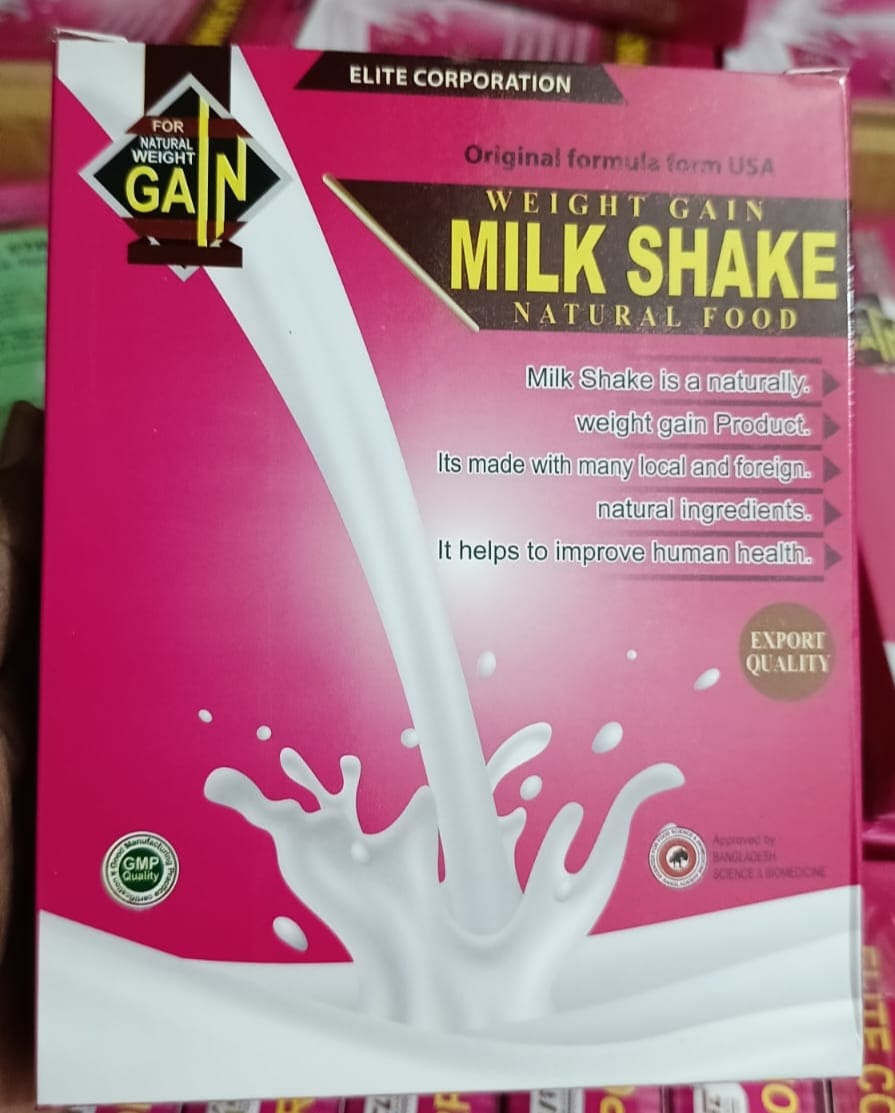 ELITE CORPORATION
FOR
NATURAL
WEIGHT
GAIN
Original formula form USA
WEIGHT GAIN
MILK SHAKE
NATURAL FOOD
Milk Shake is a naturally.
weight gain Product.
Its made with many local and foreign.
natural ingredients.
It helps to improve human health.
EXPORT
QUALITY
GMP
Quality
Approved by
BANGLADESH
SCIENCE & BIOMEDICINE
ELITE CO